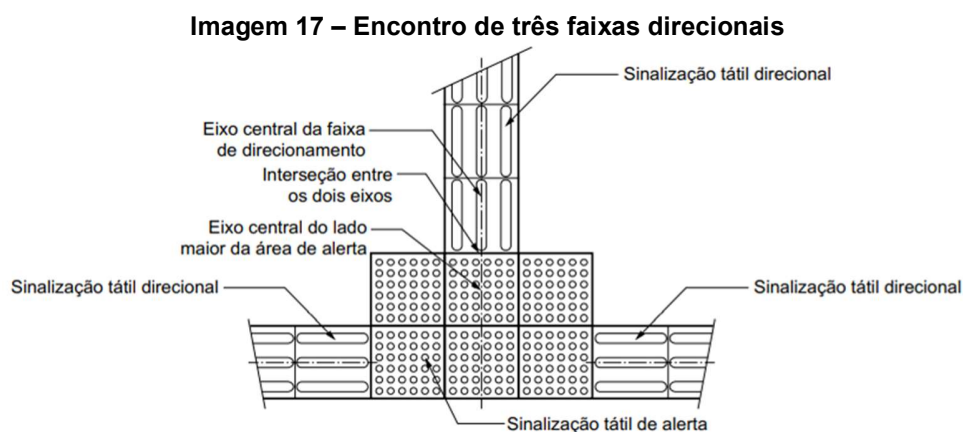 Imagem 17 – Encontro de três faixas direcionais
Sinalização tátil direcional
Eixo central da faixa
de direcionamento
Interseção entre
os dois eixos
Eixo central do lado
maior da área de alerta
Sinalização tátil direcional
Sinalização tátil direcional
Sinalização tátil de alerta